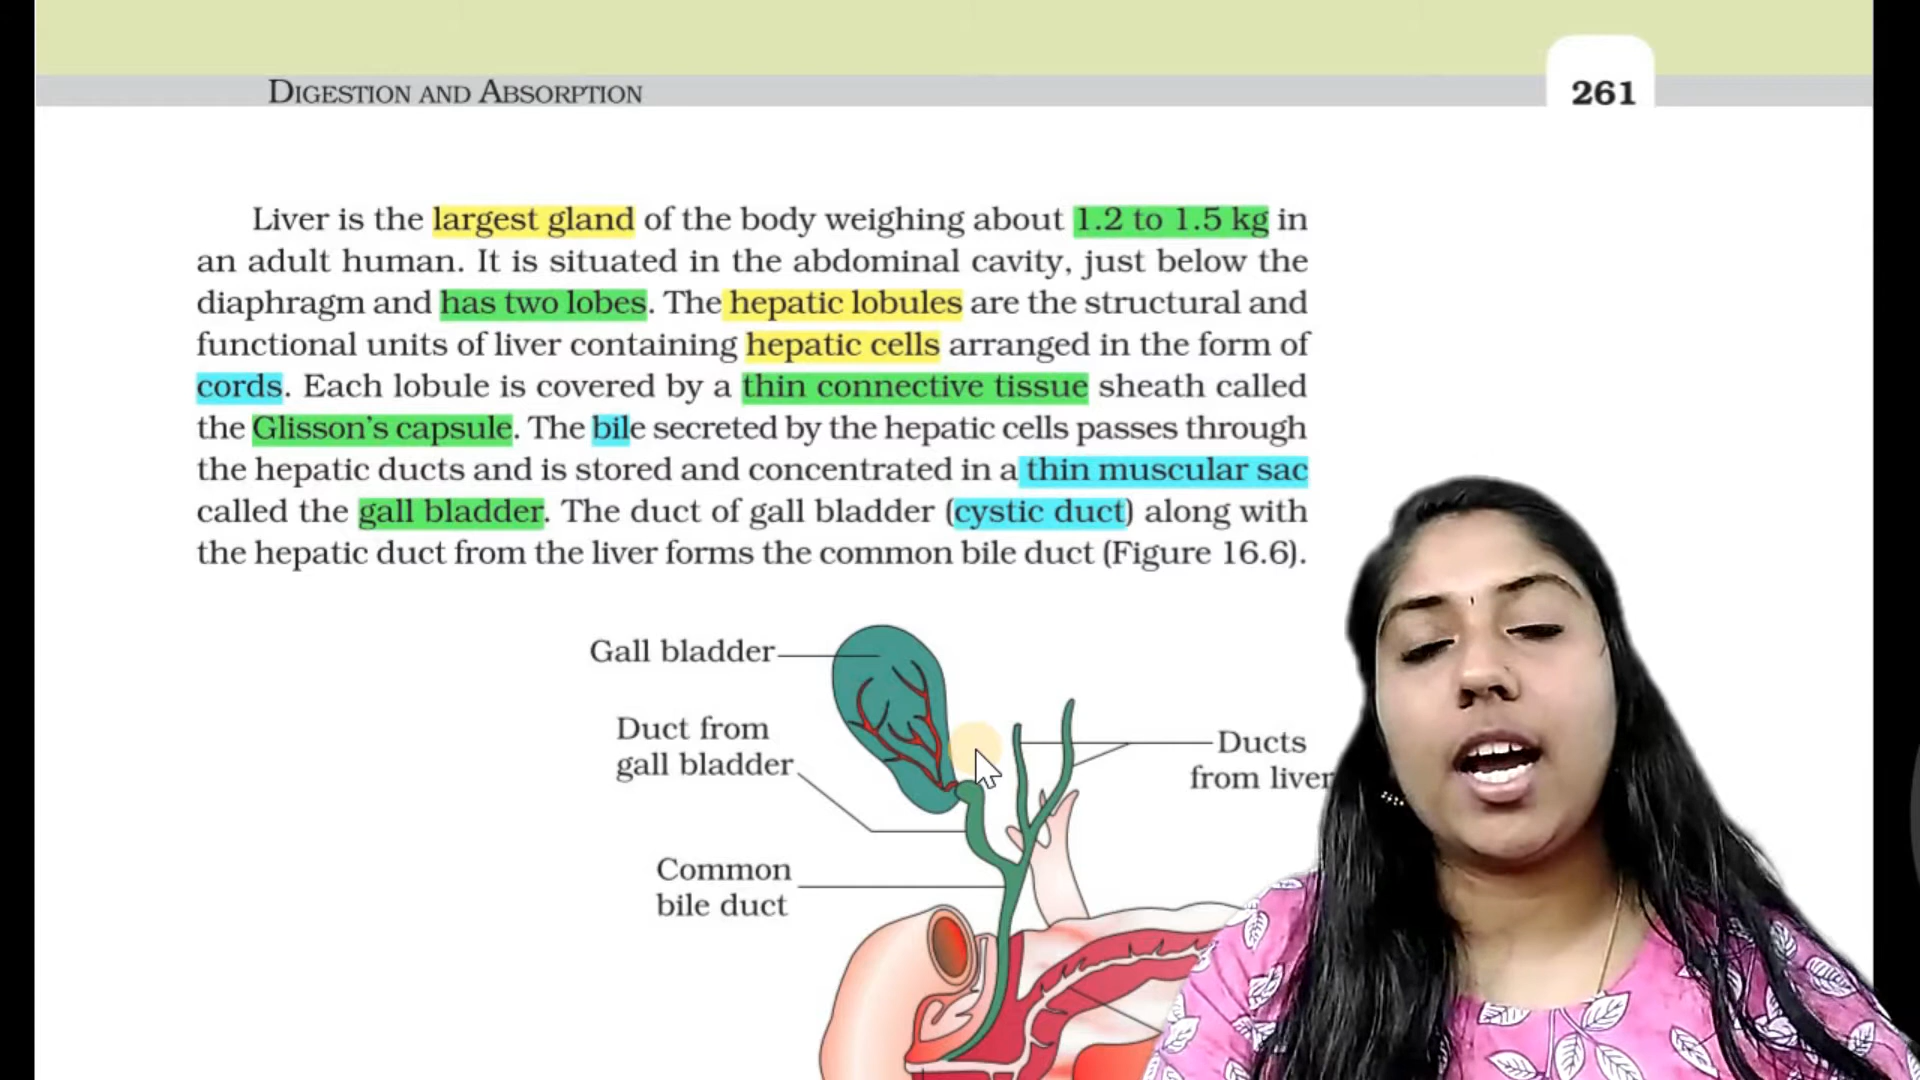 DIGESTION AND ABSORPTION
261
Liver is the largest gland of the body weighing about 1.2 to 1.5 kg in
an adult human. It is situated in the abdominal cavity, just below the
diaphragm and has two lobes. The hepatic lobules are the structural and
functional units of liver containing hepatic cells arranged in the form of
cords. Each lobule is covered by a thin connective tissue sheath called
the Glisson's capsule. The bile secreted by the hepatic cells passes through
the hepatic ducts and is stored and concentrated in a thin muscular sac
called the gall bladder. The duct of gall bladder (cystic duct) along with
the hepatic duct from the liver forms the common bile duct (Figure 16.6).
Gall bladder
Duct from
gall bladder
Ducts
from liver
Common
bile duct